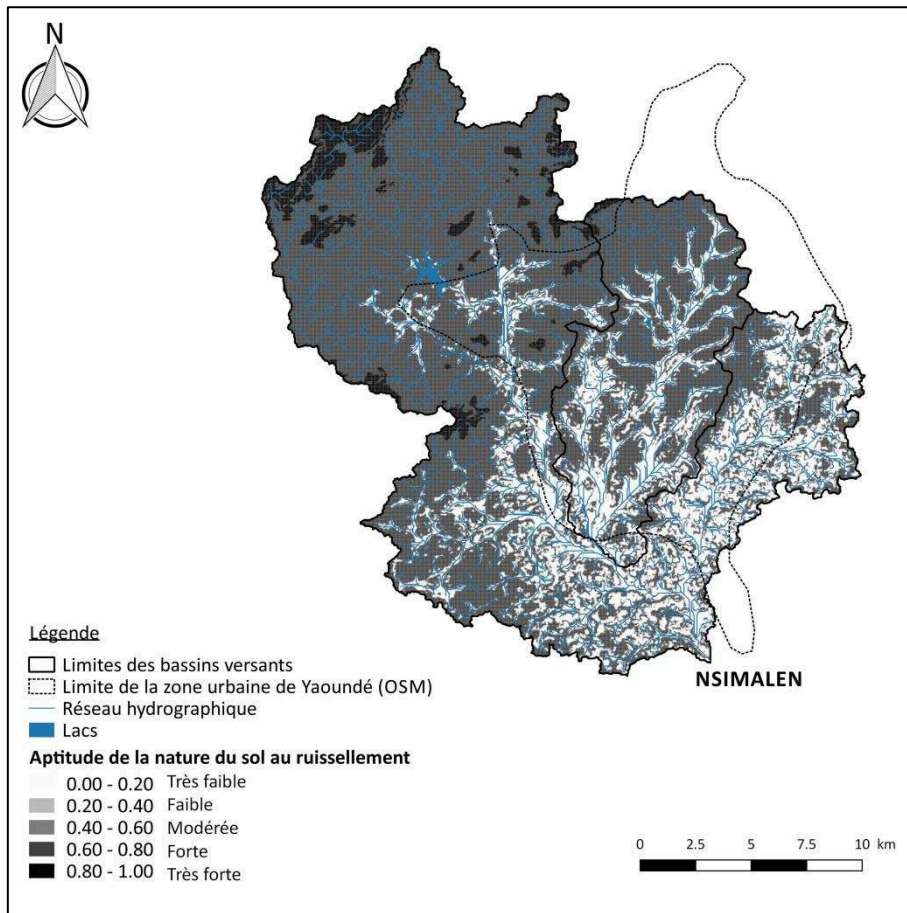 N
NSIMALEN
Légende
Limites des bassins versants
Limite de la zone urbaine de Yaoundé (OSM)
Réseau hydrographique
Lacs
Aptitude de la nature du sol au ruissellement
0.00 - 0.20 Très faible
0.20 - 0.40 Faible
0.40 - 0.60 Modérée
0.60 - 0.80 Forte
0.80 - 1.00 Très forte
0 2.5 5 7.5 10 km